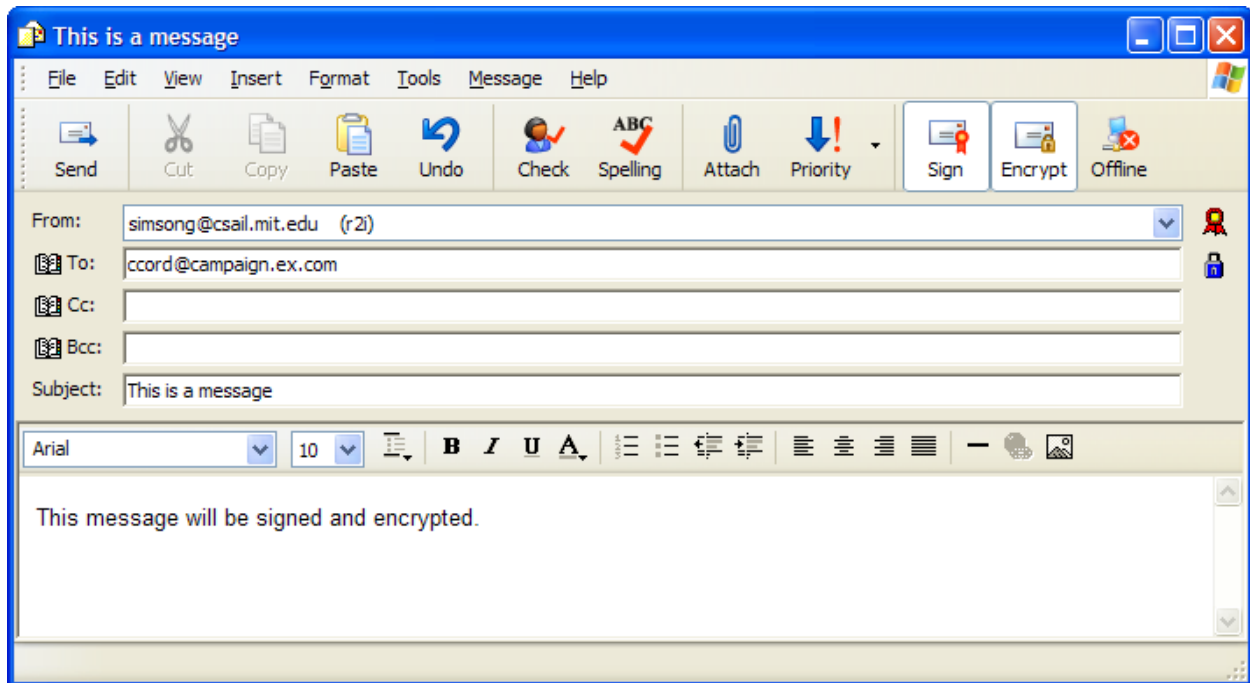 This is a message
File Edit View Insert Format Tools Message Help
ABC
Send Cut Copy Paste Undo Check Spelling Attach Priority Sign Encrypt Offline
From: simsong@csail.mit.edu (r2i)
To: ccord@campaign.ex.com
Cc:
Bcc:
Subject: This is a message
Arial 10 B I U A
This message will be signed and encrypted.